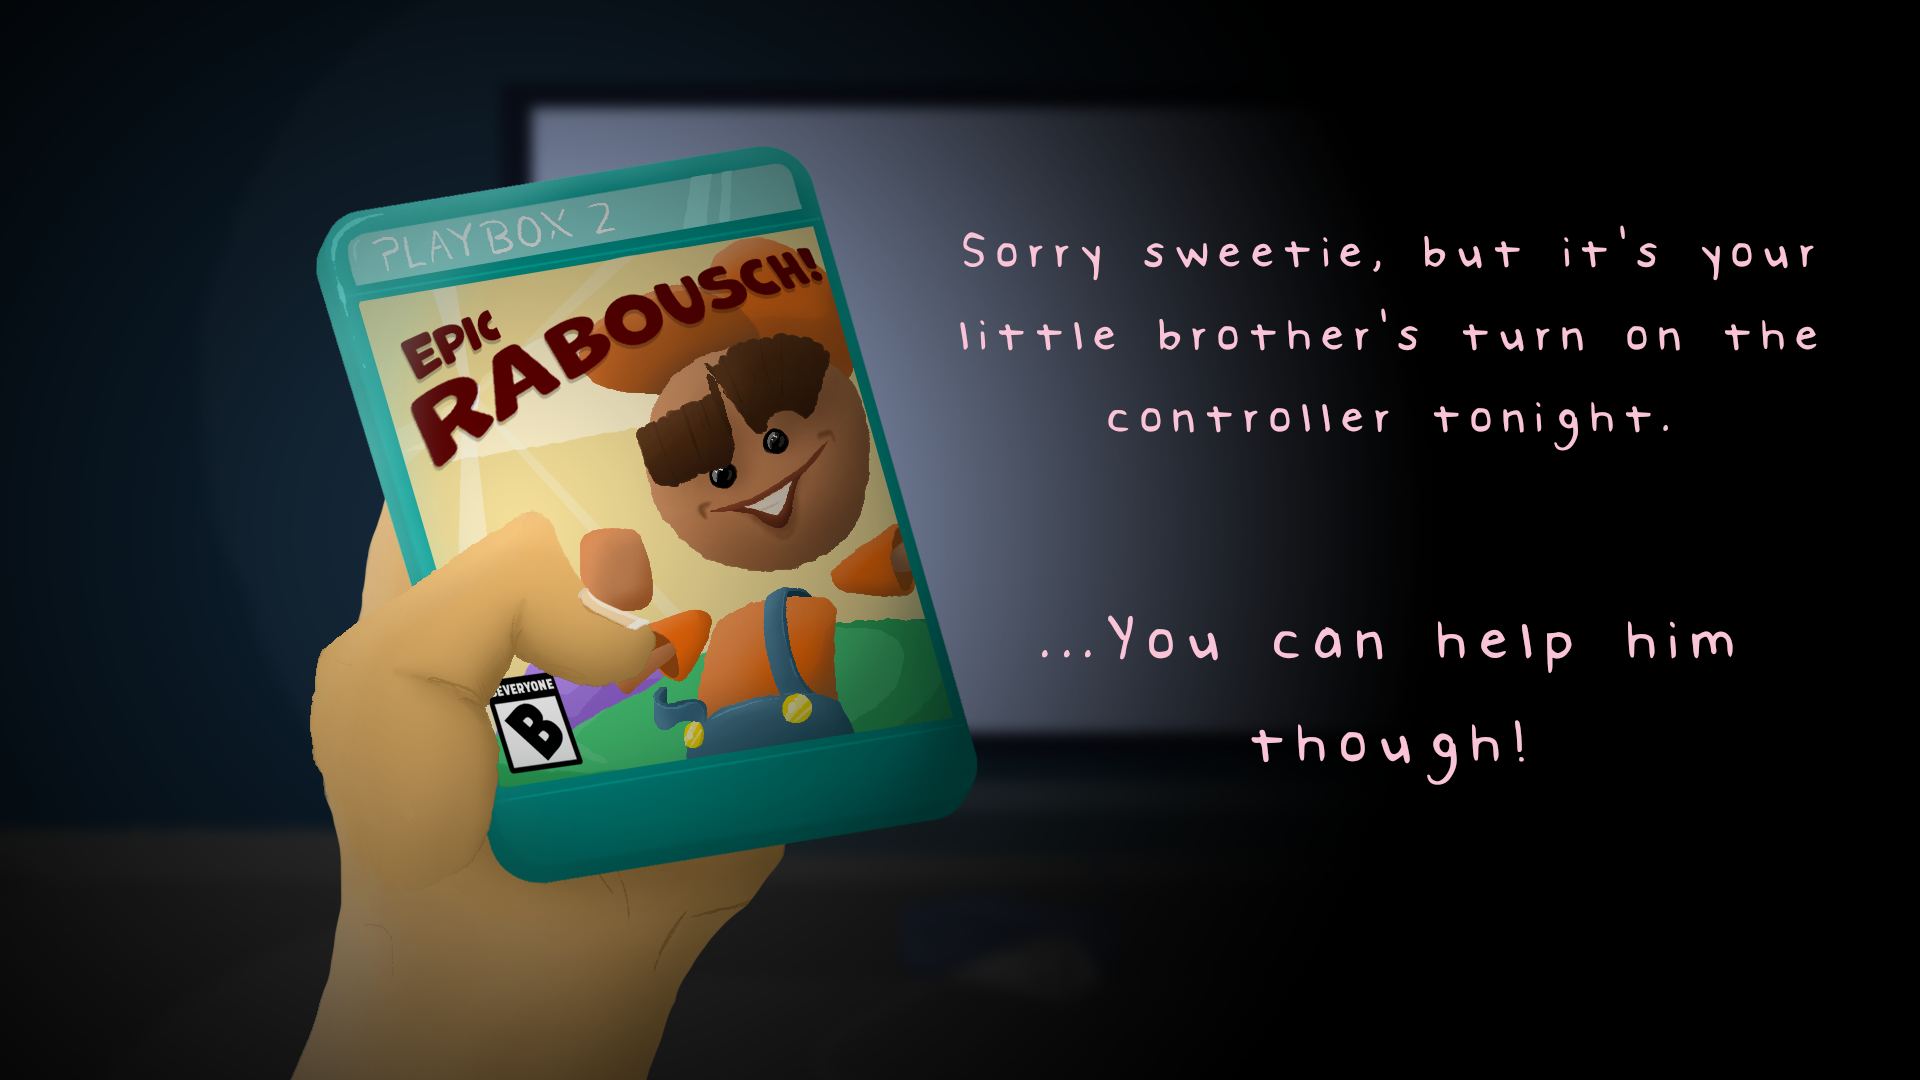 PLAYBOX 2
EPIC
RABOUSCH!
EVERYONE
B
Sorry sweetie, but it's your
little brother's turn on the
controller tonight.
...You can help him
though!